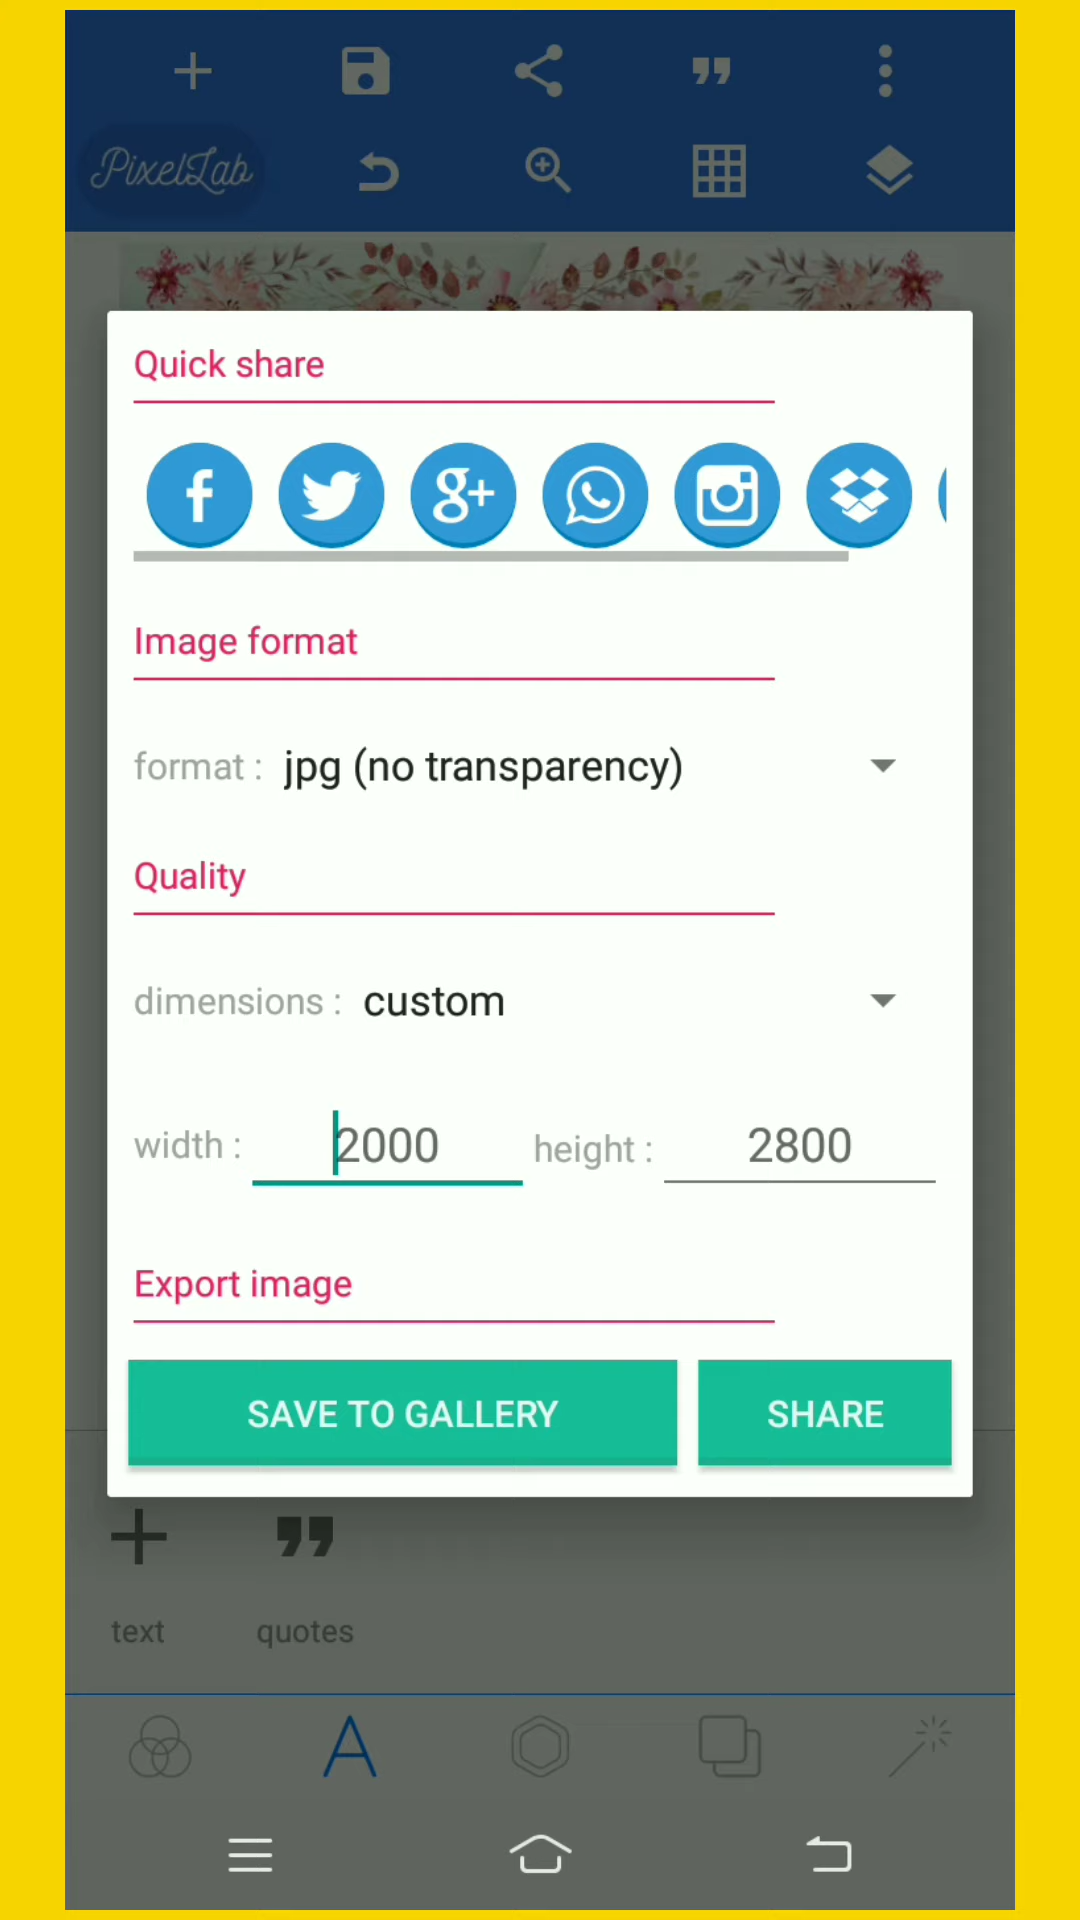 PixelLab
Quick share
Image format
format : jpg (no transparency)
Quality
dimensions : custom
width : 2000 height : 2800
Export image
SAVE TO GALLERY SHARE
text quotes